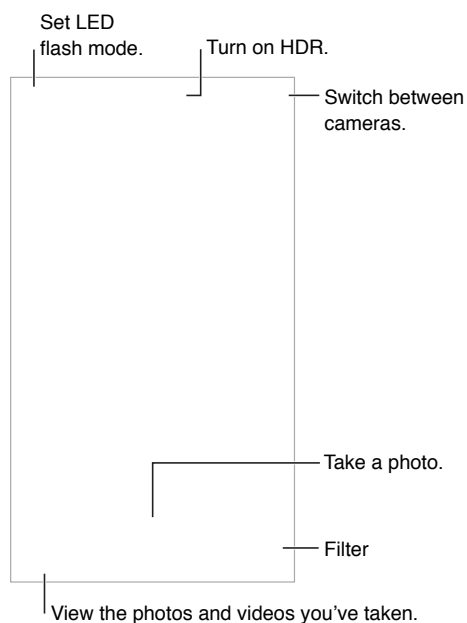 Set LED
flash mode.
Turn on HDR.
Switch between
cameras.
Take a photo.
Filter
View the photos and videos you’ve taken.